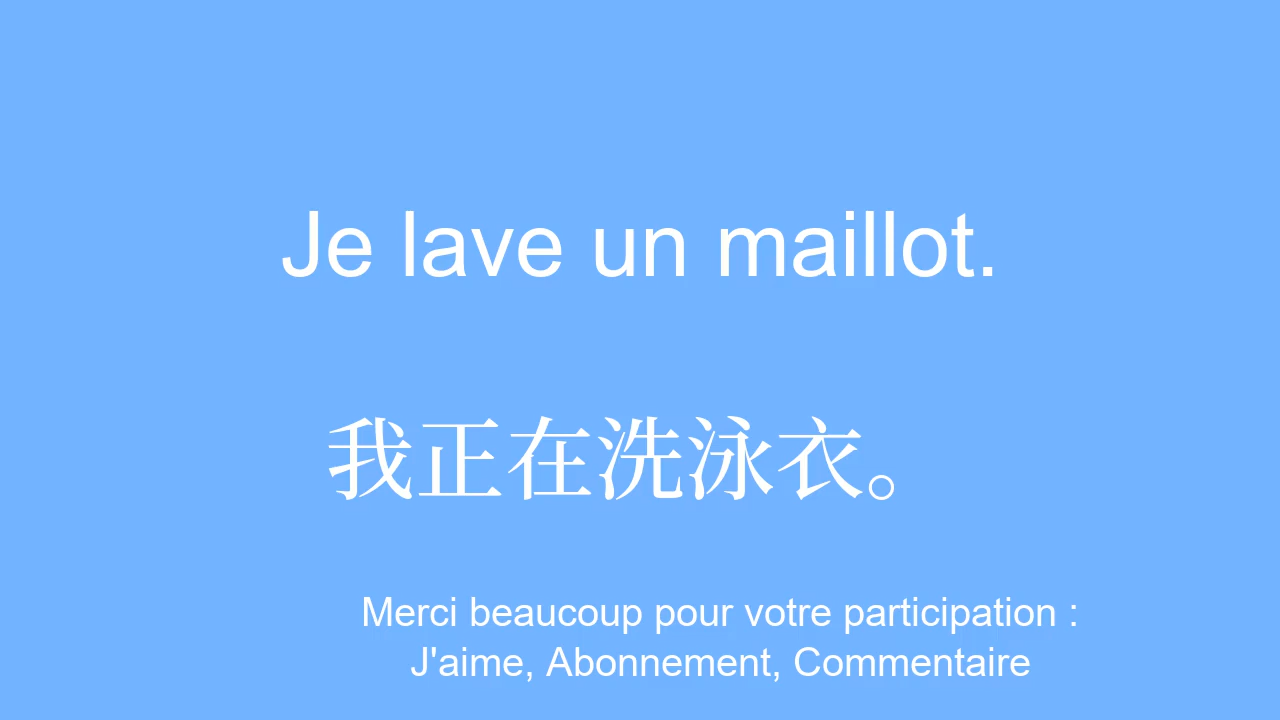 Je lave un maillot.
我正在洗泳衣。
Merci beaucoup pour votre participation :
J'aime, Abonnement, Commentaire